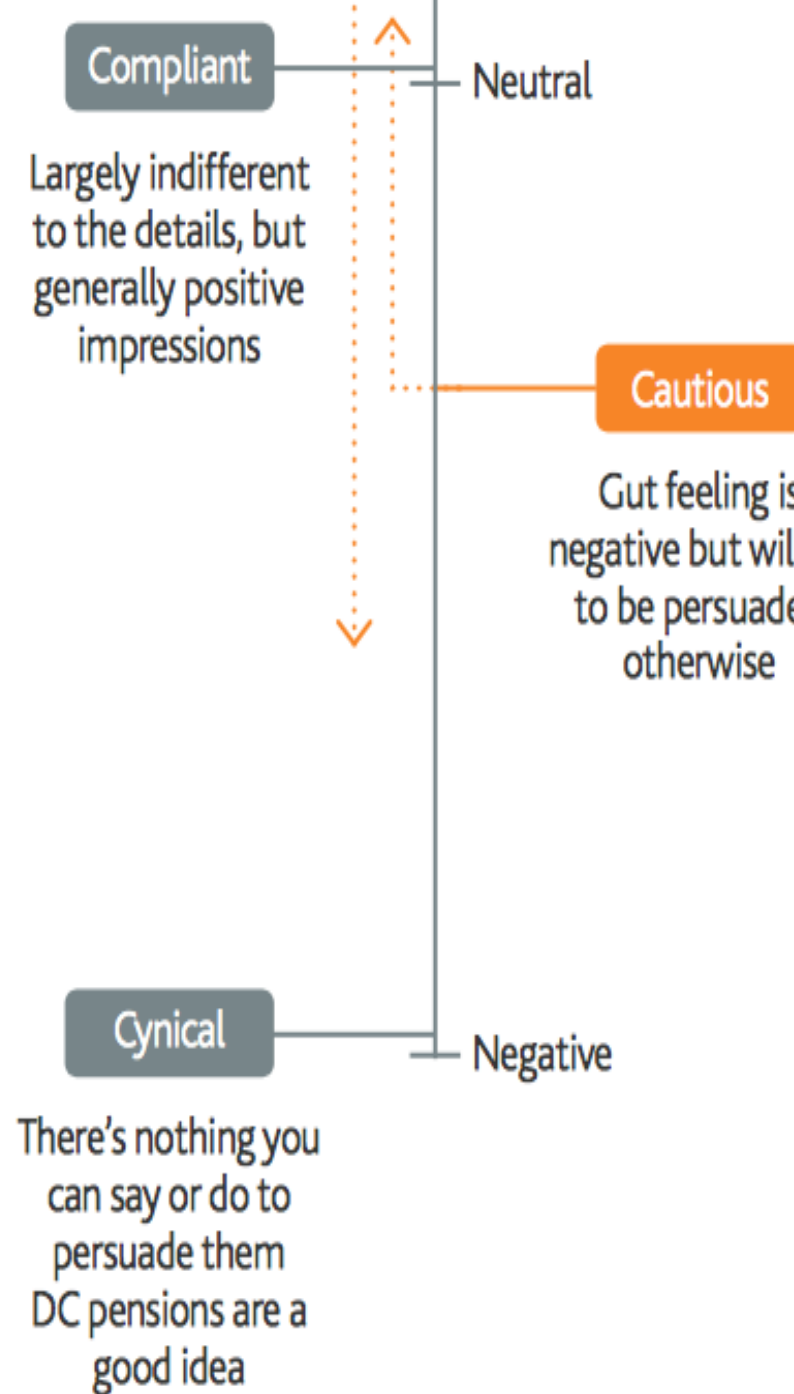 Compliant
Neutral
Largely indifferent
to the details, but
generally positive
impressions
Cautious
Gut feeling is
negative but wil
to be persuade
otherwise
Cynical
Negative
There's nothing you
can say or do to
persuade them
DC pensions are a
good idea